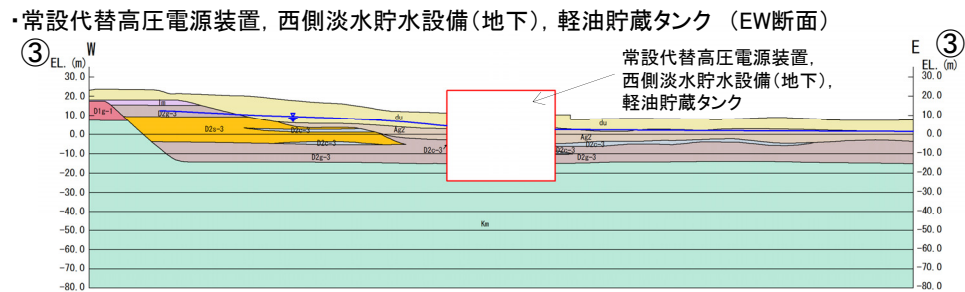 ・常設代替高圧電源装置，西側淡水貯水設備（地下），軽油貯蔵タンク （EW断面）
③ W
E ③
EL. (m)
EL. (m)
常設代替高圧電源装置，
西側淡水貯水設備（地下），
軽油貯蔵タンク
30.0
30.0
20.0
20.0
10.0
10.0
0.0
0.0
-10.0
-10.0
-20.0
-20.0
-30.0
-30.0
-40.0
-40.0
-50.0
-50.0
-60.0
-60.0
-70.0
-70.0
-80.0
-80.0
lm
D1g-1
D2g-3
du
du
D2s-3
D2c-3
Ag2
Ag2
D2c-3
D2c-3
D2c-3
D2c-3
D2g-3
D2g-3
Km